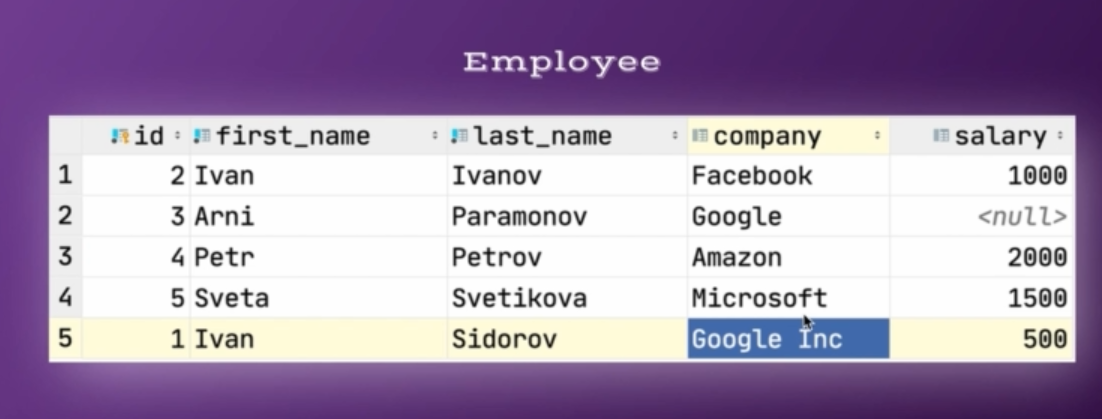 Employee
id first_name last_name company salary
1 2 Ivan Ivanov Facebook 1000
2 3 Arni Paramonov Google <null>
3 4 Petr Petrov Amazon 2000
4 5 Sveta Svetikova Microsoft 1500
5 1 Ivan Sidorov Google Inc 500